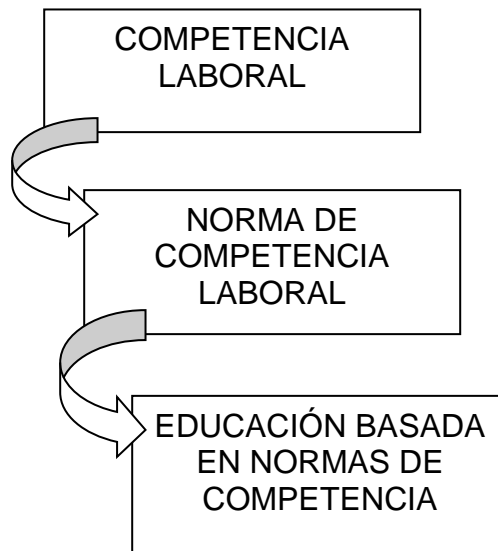 COMPETENCIA
LABORAL
NORMA DE
COMPETENCIA
LABORAL
EDUCACIÓN BASADA
EN NORMAS DE
COMPETENCIA